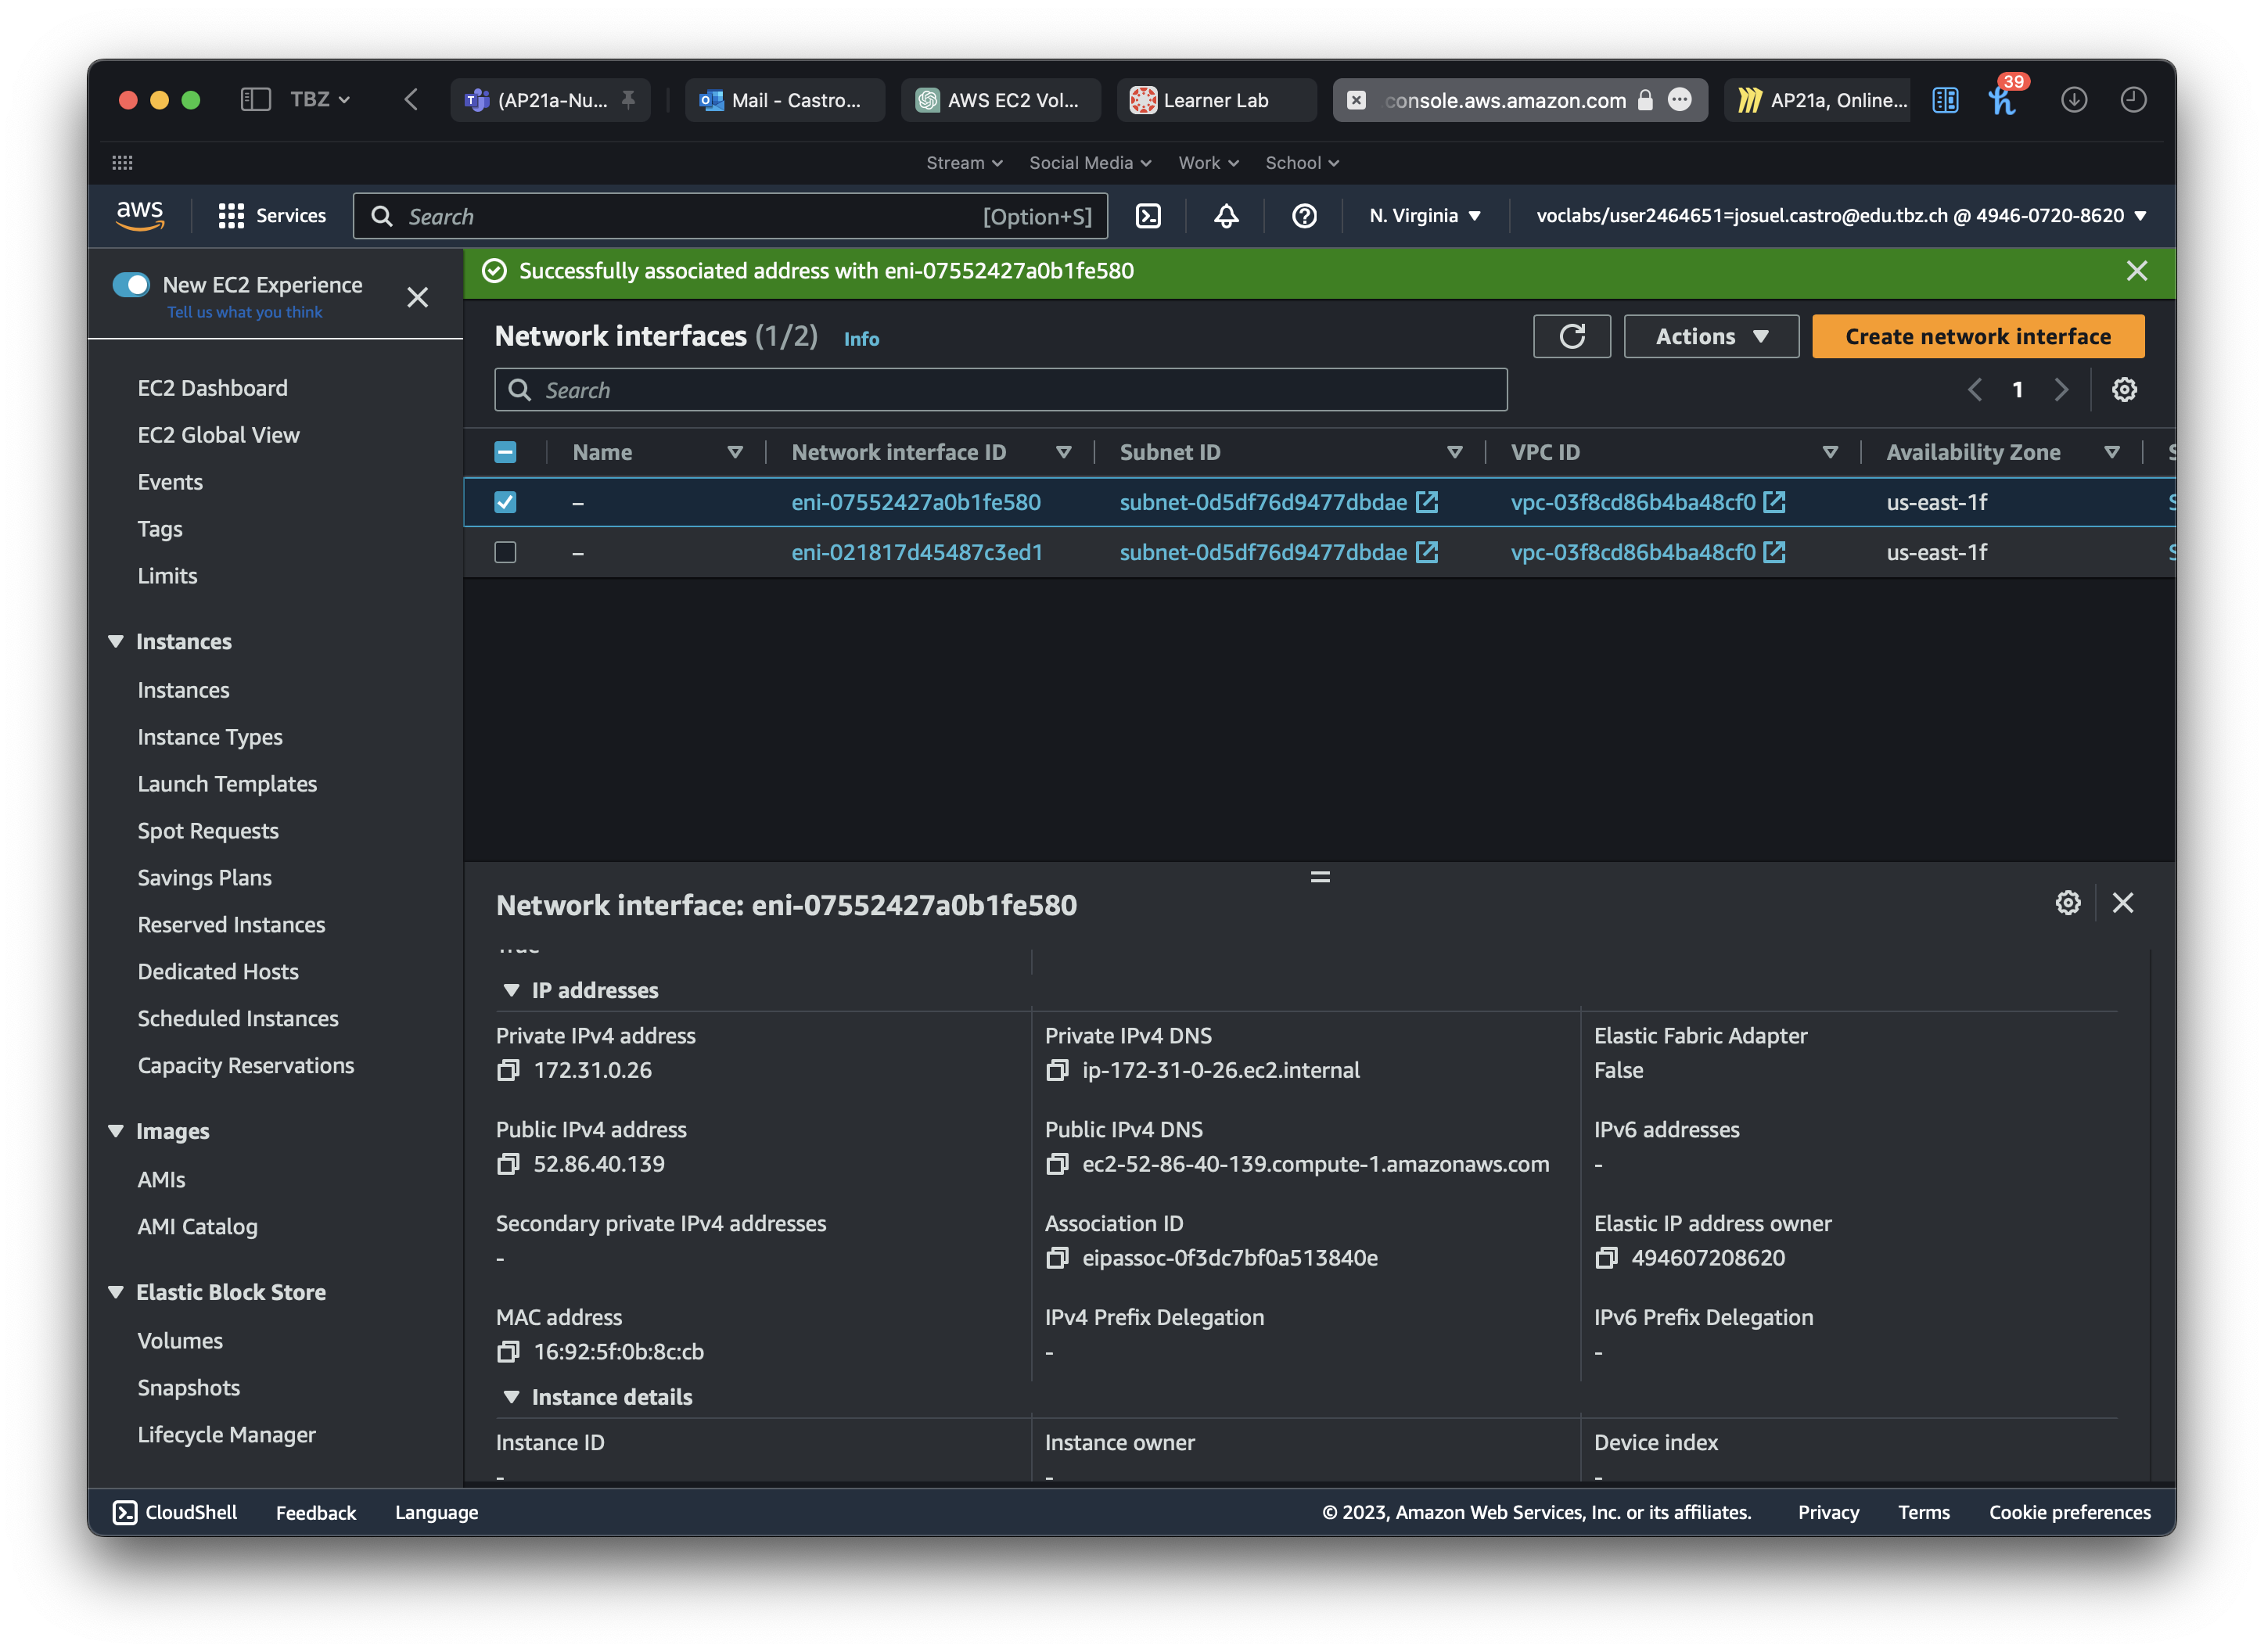 TBZ
(AP21a-Nu...
Mail - Castro...
AWS EC2 Vol...
Learner Lab
console.aws.amazon.com
AP21a, Online...
39
Stream
Social Media
Work
School
aws
Services
Search
[Option+S]
N. Virginia
voclabs/user2464651=josuel.castro@edu.tbz.ch @ 4946-0720-8620
New EC2 Experience
Tell us what you think
EC2 Dashboard
EC2 Global View
Events
Tags
Limits
Instances
Instances
Instance Types
Launch Templates
Spot Requests
Savings Plans
Reserved Instances
Dedicated Hosts
Scheduled Instances
Capacity Reservations
Images
AMIs
AMI Catalog
Elastic Block Store
Volumes
Snapshots
Lifecycle Manager
Successfully associated address with eni-07552427a0b1fe580
Network interfaces (1/2) Info
Actions
Create network interface
Search
1
Name Network interface ID Subnet ID VPC ID Availability Zone
– eni-07552427a0b1fe580 subnet-0d5df76d9477dbdae vpc-03f8cd86b4ba48cf0 us-east-1f
– eni-021817d45487c3ed1 subnet-0d5df76d9477dbdae vpc-03f8cd86b4ba48cf0 us-east-1f
Network interface: eni-07552427a0b1fe580
IP addresses
Private IPv4 address Private IPv4 DNS Elastic Fabric Adapter
172.31.0.26 ip-172-31-0-26.ec2.internal False
Public IPv4 address Public IPv4 DNS IPv6 addresses
52.86.40.139 ec2-52-86-40-139.compute-1.amazonaws.com -
Secondary private IPv4 addresses Association ID Elastic IP address owner
- eipassoc-0f3dc7bf0a513840e 494607208620
MAC address IPv4 Prefix Delegation IPv6 Prefix Delegation
16:92:5f:0b:8c:cb - -
Instance details
Instance ID Instance owner Device index
- - -
CloudShell Feedback Language
© 2023, Amazon Web Services, Inc. or its affiliates. Privacy Terms Cookie preferences